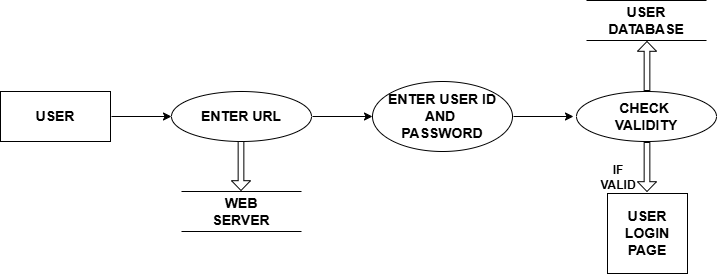 USER
DATABASE
USER
ENTER URL
ENTER USER ID
AND
PASSWORD
CHECK
VALIDITY
IF
VALID
WEB
SERVER
USER
LOGIN
PAGE